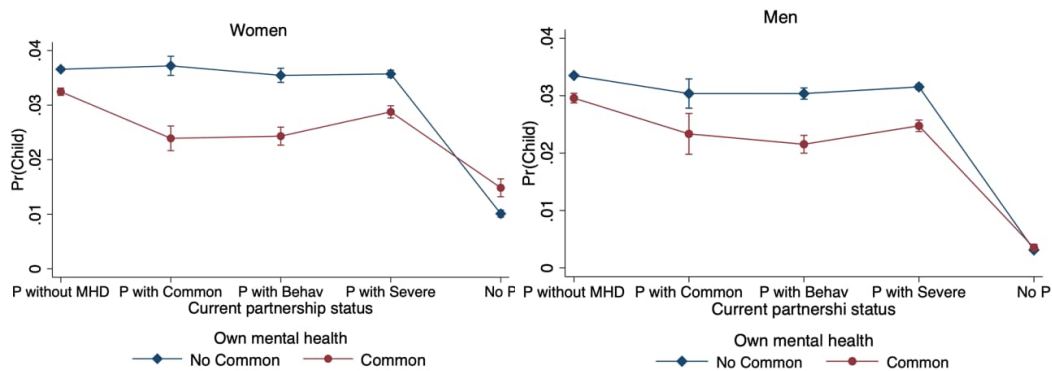 Women
Pr(Child)
.04
.03
.02
.01
0
P without MHD P with Common P with Behav P with Severe No P
Current partnership status
Own mental health
No Common Common
Men
Pr(Child)
.04
.03
.02
.01
0
P without MHD P with Common P with Behav P with Severe No P
Current partnershi status
Own mental health
No Common Common